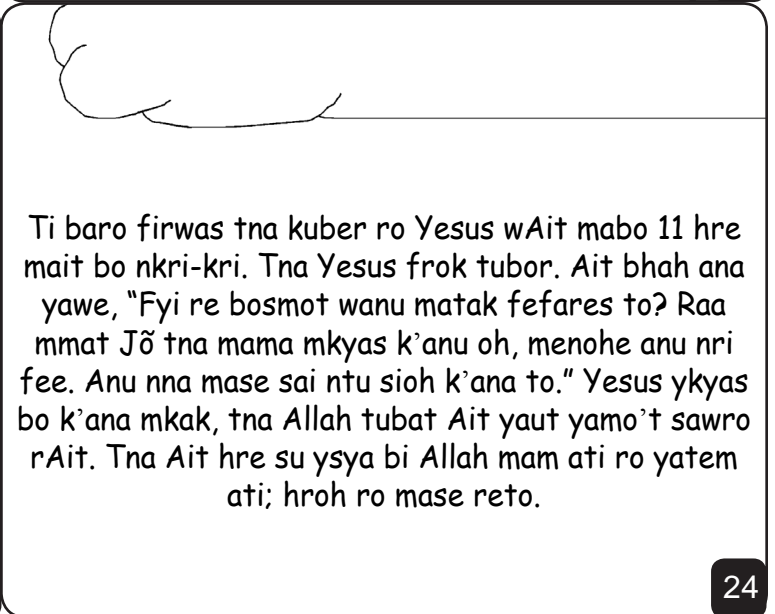 Ti baro firwas tna kuber ro Yesus wAit mabo 11 hre
mait bo nkri-kri. Tna Yesus frok tubor. Ait bhah ana
yawe, “Fyi re bosmot wanu matak fefares to? Raa
mmat Jõ tna mama mkyas k’anu oh, menohe anu nri
fee. Anu nna mase sai ntu sioh k’ana to.” Yesus ykyas
bo k’ana mkak, tna Allah tubat Ait yaut yamo’t sawro
rAit. Tna Ait hre su ysya bi Allah mam ati ro yatem
ati; hroh ro mase reto.
24